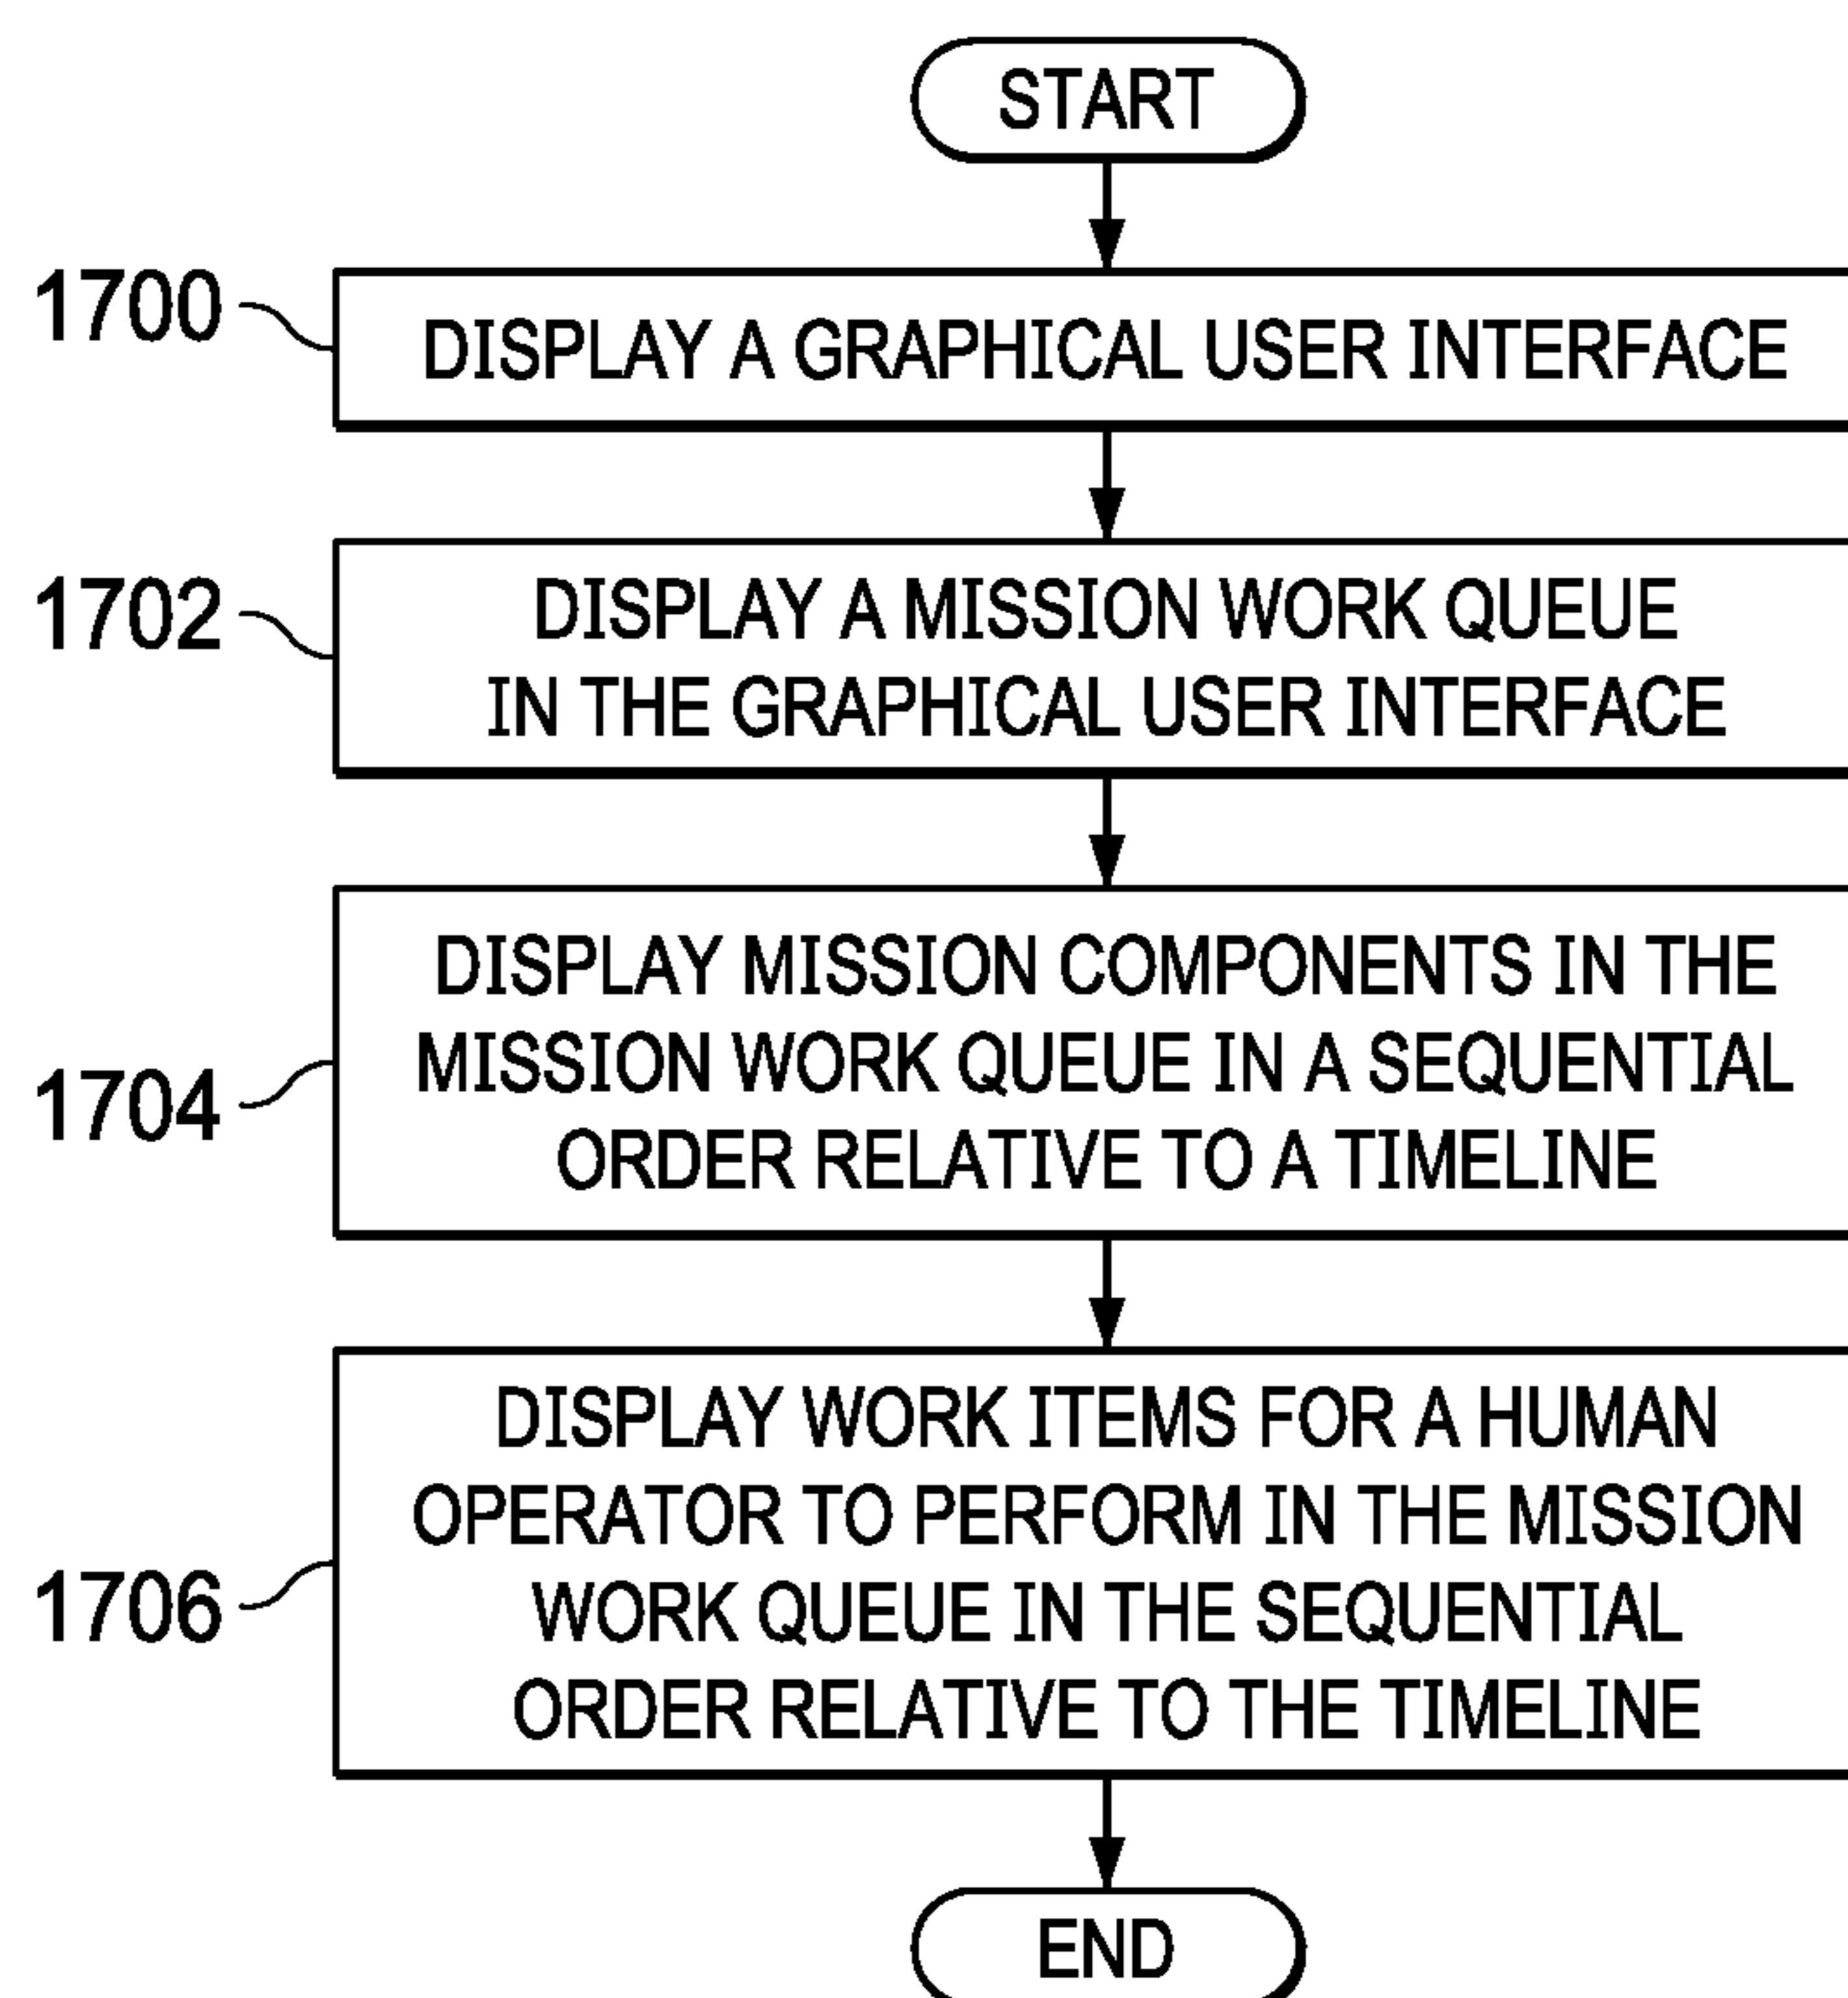 START
1700
DISPLAY A GRAPHICAL USER INTERFACE
1702
DISPLAY A MISSION WORK QUEUE
IN THE GRAPHICAL USER INTERFACE
DISPLAY MISSION COMPONENTS IN THE
MISSION WORK QUEUE IN A SEQUENTIAL
1704
ORDER RELATIVE TO A TIMELINE
DISPLAY WORK ITEMS FOR A HUMAN
OPERATOR TO PERFORM IN THE MISSION
1706
WORK QUEUE IN THE SEQUENTIAL
ORDER RELATIVE TO THE TIMELINE
END